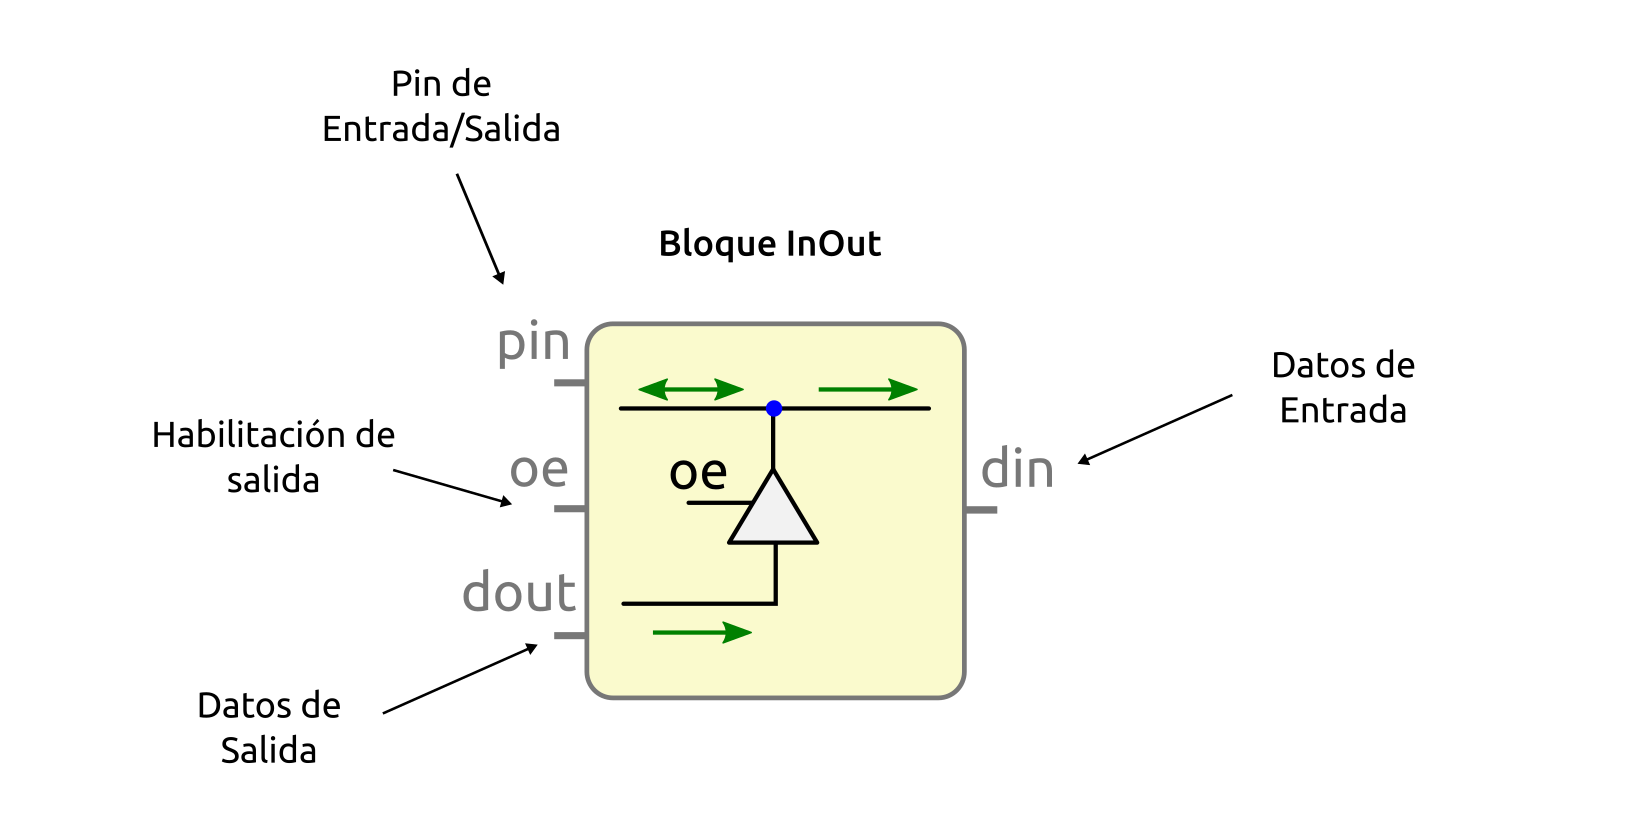 Pin de
Entrada/Salida
Bloque InOut
pin
Habilitación de
salida
oe
oe
dout
Datos de
Salida
din
Datos de
Entrada